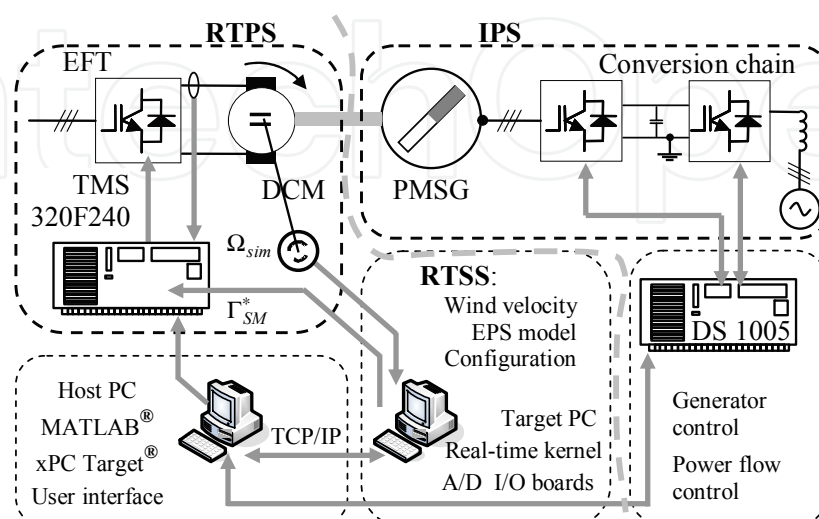 RTPS
IPS
EFT
Conversion chain
TMS
320F240
DCM
PMSG
Ω_sim
Γ*_SM
RTSS:
Wind velocity
EPS model
Configuration
DS 1005
Host PC
MATLAB®
xPC Target®
User interface
TCP/IP
Target PC
Real-time kernel
A/D I/O boards
Generator
control
Power flow
control